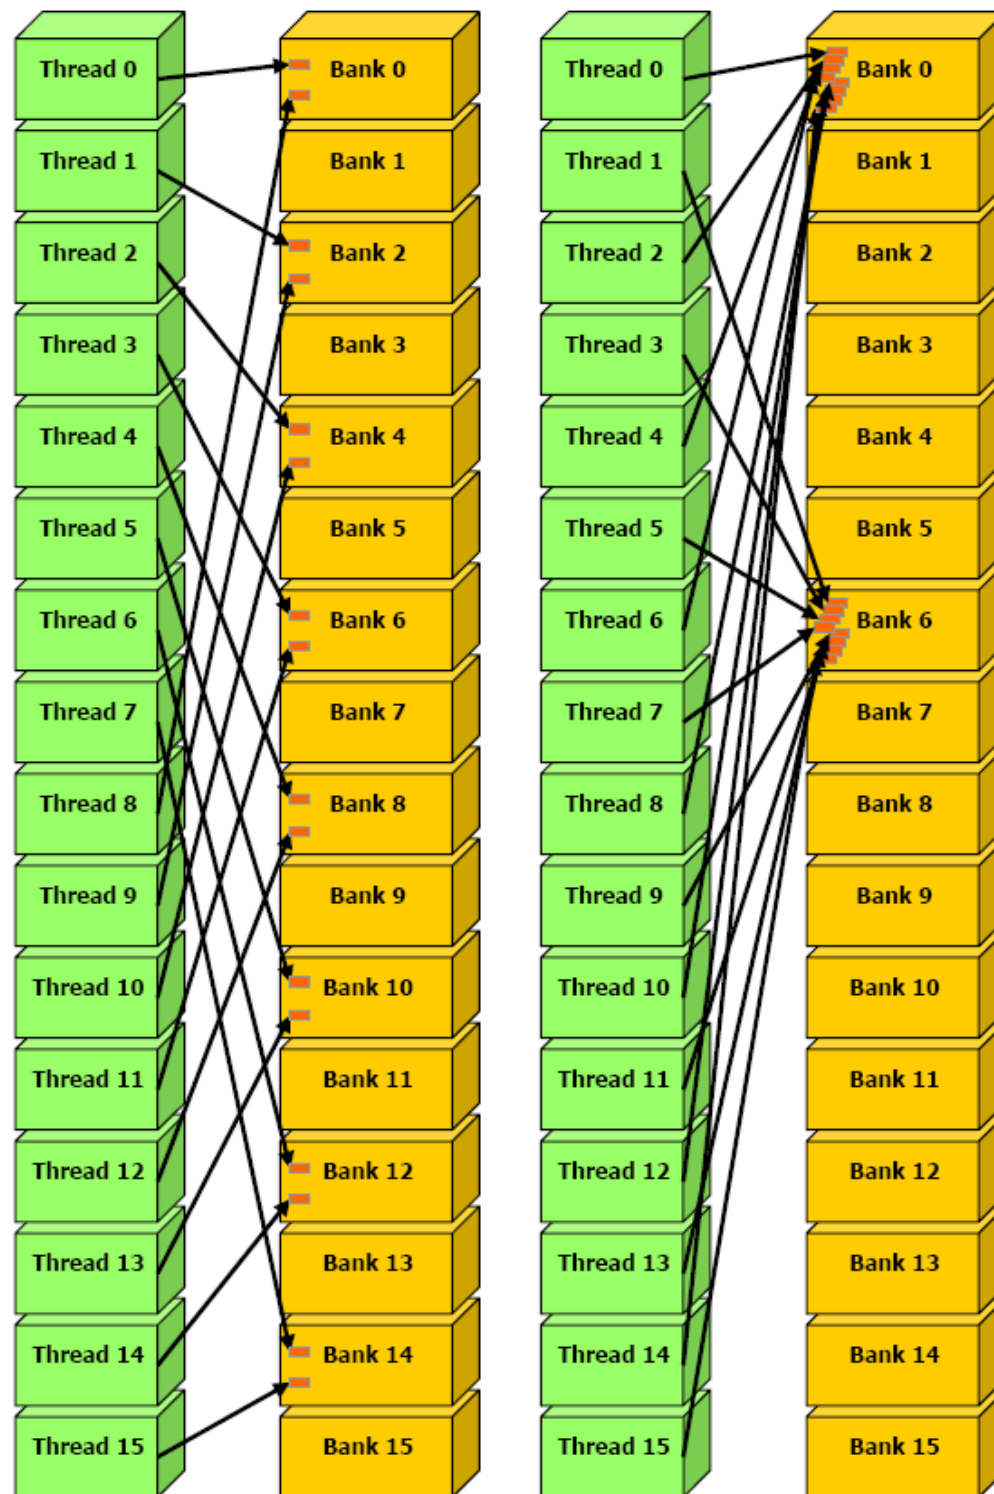 Thread 0 Bank 0 Thread 0 Bank 0
Thread 1 Bank 1 Thread 1 Bank 1
Thread 2 Bank 2 Thread 2 Bank 2
Thread 3 Bank 3 Thread 3 Bank 3
Thread 4 Bank 4 Thread 4 Bank 4
Thread 5 Bank 5 Thread 5 Bank 5
Thread 6 Bank 6 Thread 6 Bank 6
Thread 7 Bank 7 Thread 7 Bank 7
Thread 8 Bank 8 Thread 8 Bank 8
Thread 9 Bank 9 Thread 9 Bank 9
Thread 10 Bank 10 Thread 10 Bank 10
Thread 11 Bank 11 Thread 11 Bank 11
Thread 12 Bank 12 Thread 12 Bank 12
Thread 13 Bank 13 Thread 13 Bank 13
Thread 14 Bank 14 Thread 14 Bank 14
Thread 15 Bank 15 Thread 15 Bank 15